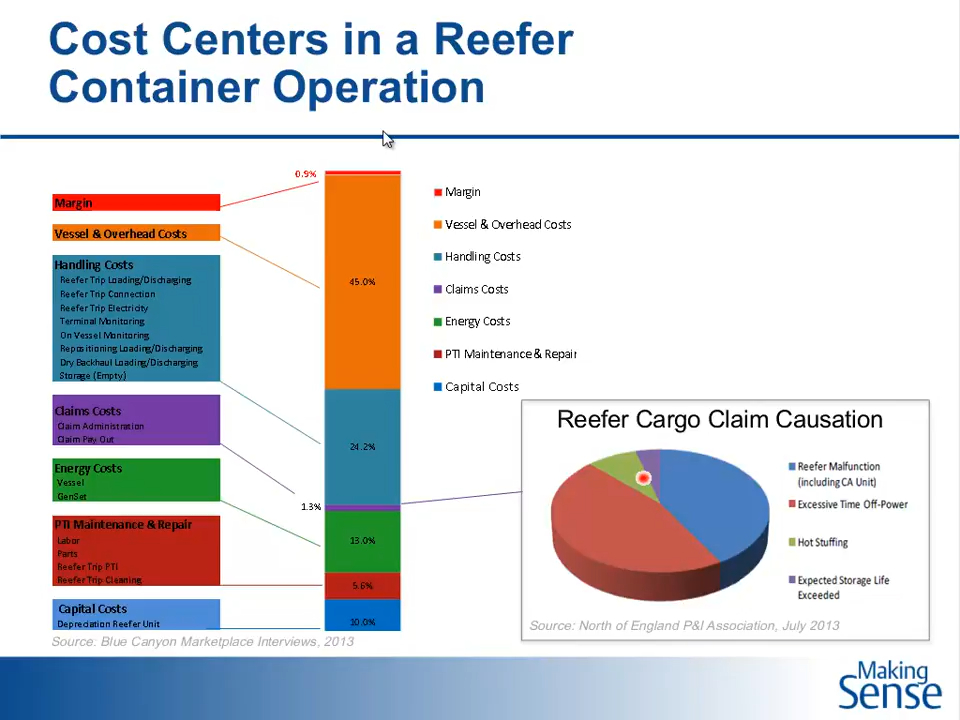 Cost Centers in a Reefer
Container Operation
0.9%
Margin
Vessel & Overhead Costs
Handling Costs
Reefer Trip Loading/Discharging
Reefer Trip Connection
Reefer Trip Electricity
Terminal Monitoring
On Vessel Monitoring
Repositioning Loading/Discharging
Dry Backhaul Loading/Discharging
Storage (Empty)
Claims Costs
Claim Administration
Claim Pay Out
Energy Costs
Vessel
GenSet
PTI Maintenance & Repair
Labor
Parts
Reefer Trip PTI
Reefer Trip Cleaning
Capital Costs
Depreciation Reefer Unit
45.0%
24.2%
1.3%
13.0%
5.6%
10.0%
Margin
Vessel & Overhead Costs
Handling Costs
Claims Costs
Energy Costs
PTI Maintenance & Repair
Capital Costs
Reefer Cargo Claim Causation
Reefer Malfunction
(including CA Unit)
Excessive Time Off-Power
Hot Stuffing
Expected Storage Life
Exceeded
Source: North of England P&I Association, July 2013
Source: Blue Canyon Marketplace Interviews, 2013
Making
Sense